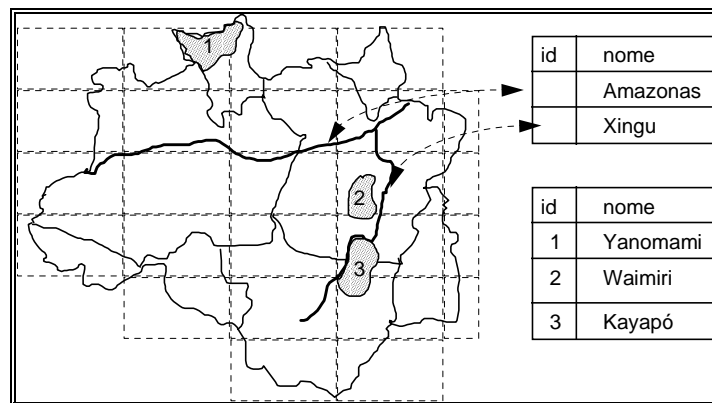 1
2
3
id nome
Amazonas
Xingu
id nome
1 Yanomami
2 Waimiri
3 Kayapó